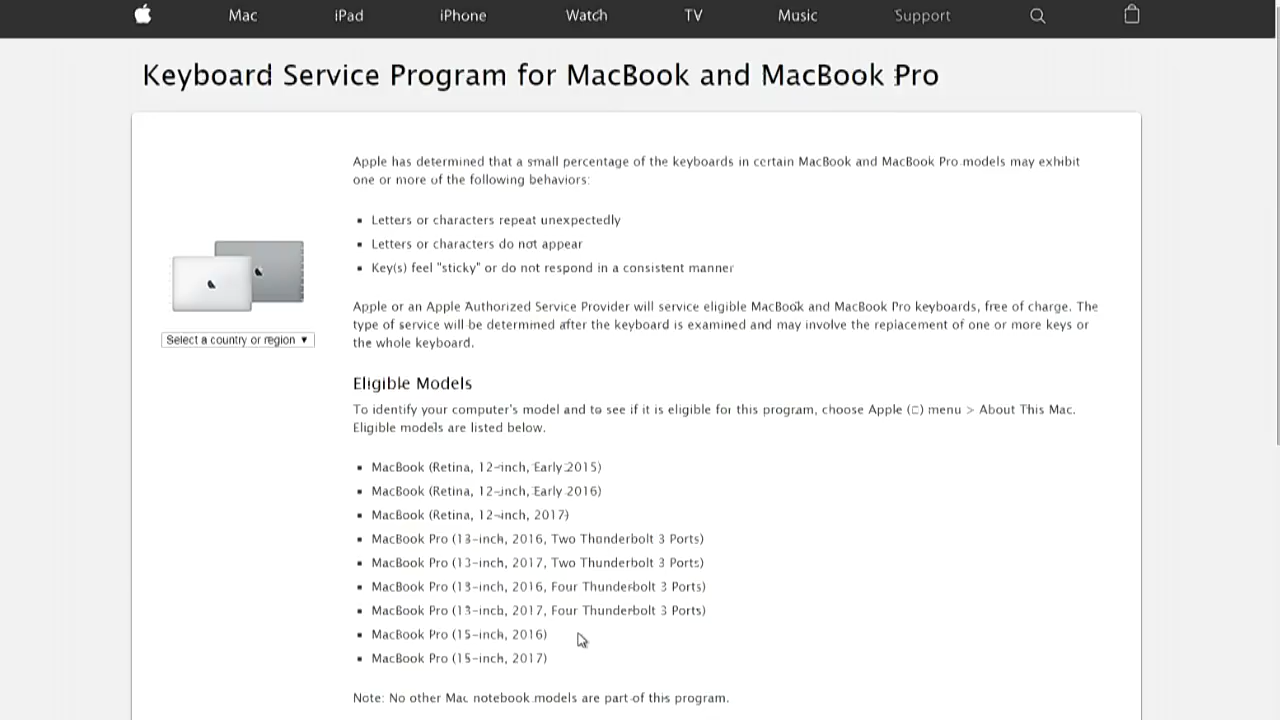 Mac iPad iPhone Watch TV Music Support
Keyboard Service Program for MacBook and MacBook Pro
Apple has determined that a small percentage of the keyboards in certain MacBook and MacBook Pro models may exhibit
one or more of the following behaviors:
▪ Letters or characters repeat unexpectedly
▪ Letters or characters do not appear
▪ Key(s) feel "sticky" or do not respond in a consistent manner
Select a country or region ▼
Apple or an Apple Authorized Service Provider will service eligible MacBook and MacBook Pro keyboards, free of charge. The
type of service will be determined after the keyboard is examined and may involve the replacement of one or more keys or
the whole keyboard.
Eligible Models
To identify your computer's model and to see if it is eligible for this program, choose Apple (□) menu > About This Mac.
Eligible models are listed below.
▪ MacBook (Retina, 12-inch, Early 2015)
▪ MacBook (Retina, 12-inch, Early 2016)
▪ MacBook (Retina, 12-inch, 2017)
▪ MacBook Pro (13-inch, 2016, Two Thunderbolt 3 Ports)
▪ MacBook Pro (13-inch, 2017, Two Thunderbolt 3 Ports)
▪ MacBook Pro (13-inch, 2016, Four Thunderbolt 3 Ports)
▪ MacBook Pro (13-inch, 2017, Four Thunderbolt 3 Ports)
▪ MacBook Pro (15-inch, 2016)
▪ MacBook Pro (15-inch, 2017)
Note: No other Mac notebook models are part of this program.